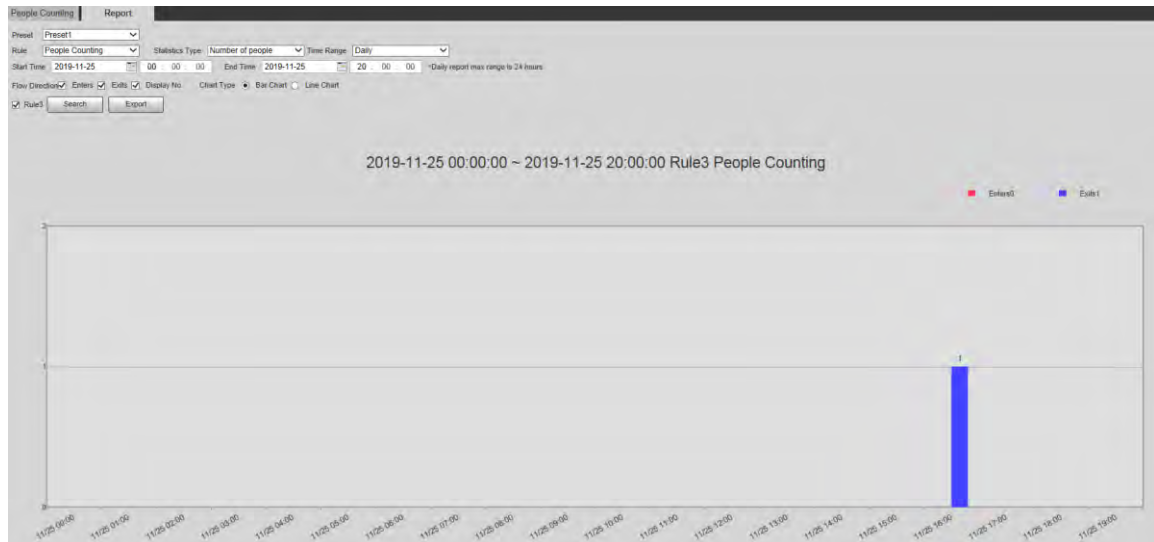 People Counting Report
Preset Preset1
Rule People Counting Statistics Type Number of people Time Range Daily
Start Time 2019-11-25 00 : 00 : 00 End Time 2019-11-25 20 : 00 : 00 *Daily report max range is 24 hours
Flow Direction Enters Exits Display No. Chart Type Bar Chart Line Chart
Rule3 Search Export
2019-11-25 00:00:00 ~ 2019-11-25 20:00:00 Rule3 People Counting
Enters0 Exits1
2
1
1
0
11/25 00:00 11/25 01:00 11/25 02:00 11/25 03:00 11/25 04:00 11/25 05:00 11/25 06:00 11/25 07:00 11/25 08:00 11/25 09:00 11/25 10:00 11/25 11:00 11/25 12:00 11/25 13:00 11/25 14:00 11/25 15:00 11/25 16:00 11/25 17:00 11/25 18:00 11/25 19:00